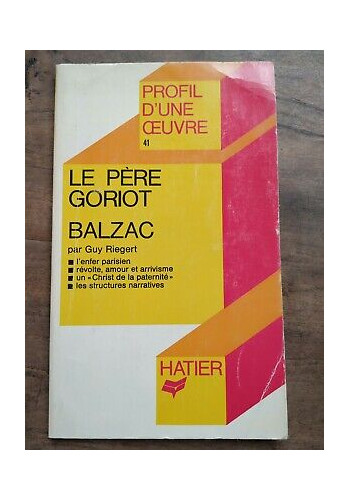 PROFIL
D'UNE
ŒUVRE
41
LE PÈRE
GORIOT
BALZAC
par Guy Riegert
■ l'enfer parisien
■ révolte, amour et arrivisme
■ un «Christ de la paternité»
■ les structures narratives
HATIER